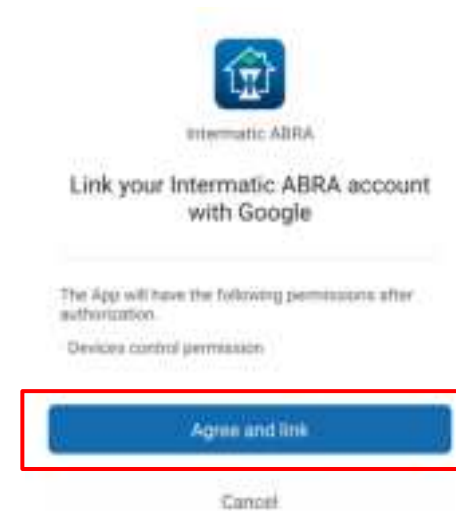 Intermatic ABRA
Link your Intermatic ABRA account
with Google
The App will have the following permissions after
authorization.
Devices control permission
Agree and link
Cancel